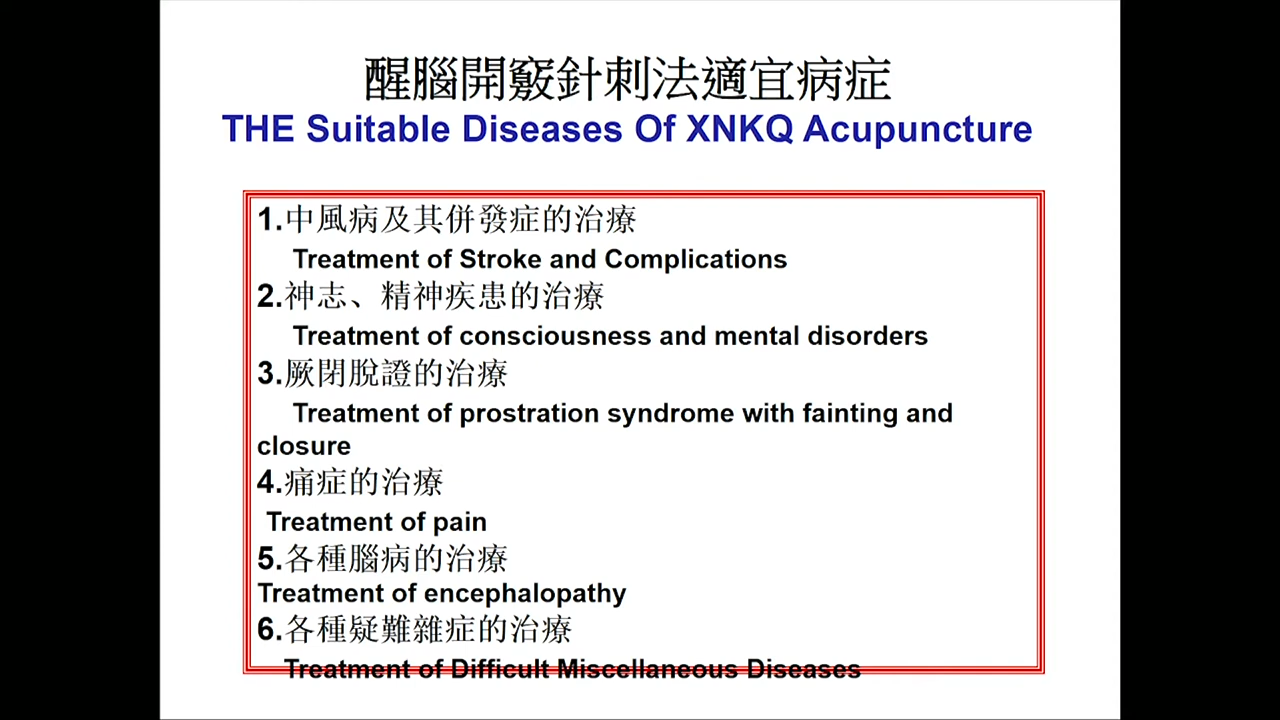 醒腦開竅針刺法適宜病症
THE Suitable Diseases Of XNKQ Acupuncture
1.中風病及其併發症的治療
Treatment of Stroke and Complications
2.神志、精神疾患的治療
Treatment of consciousness and mental disorders
3.厥閉脫證的治療
Treatment of prostration syndrome with fainting and
closure
4.痛症的治療
Treatment of pain
5.各種腦病的治療
Treatment of encephalopathy
6.各種疑難雜症的治療
Treatment of Difficult Miscellaneous Diseases